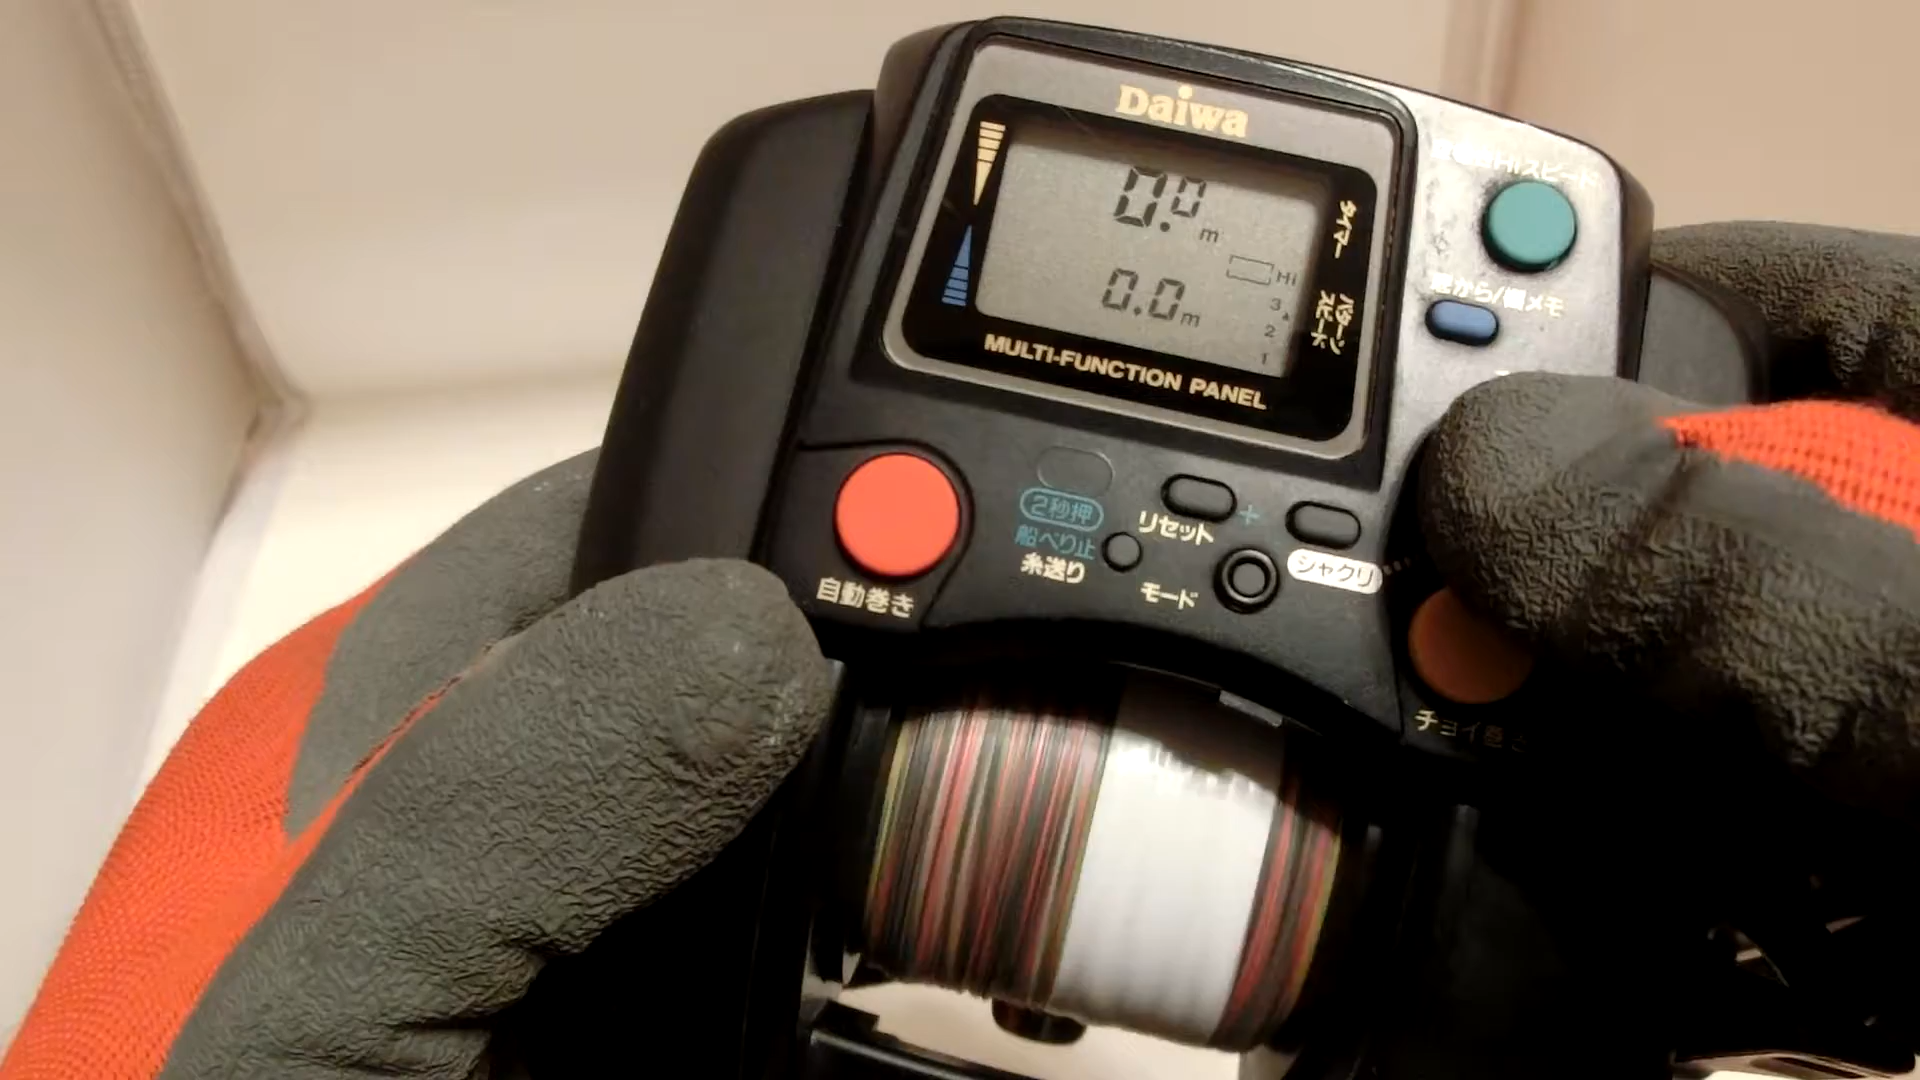 Daiwa
0.0 m
Hi
3
0.0 m
2
1
タイマー
パターン
スピード
MULTI-FUNCTION PANEL
Hiスピード
底から/棚メモ
2秒押
船べり止
糸送り
リセット
+
モード
シャクリ
自動巻き
チョイ巻き